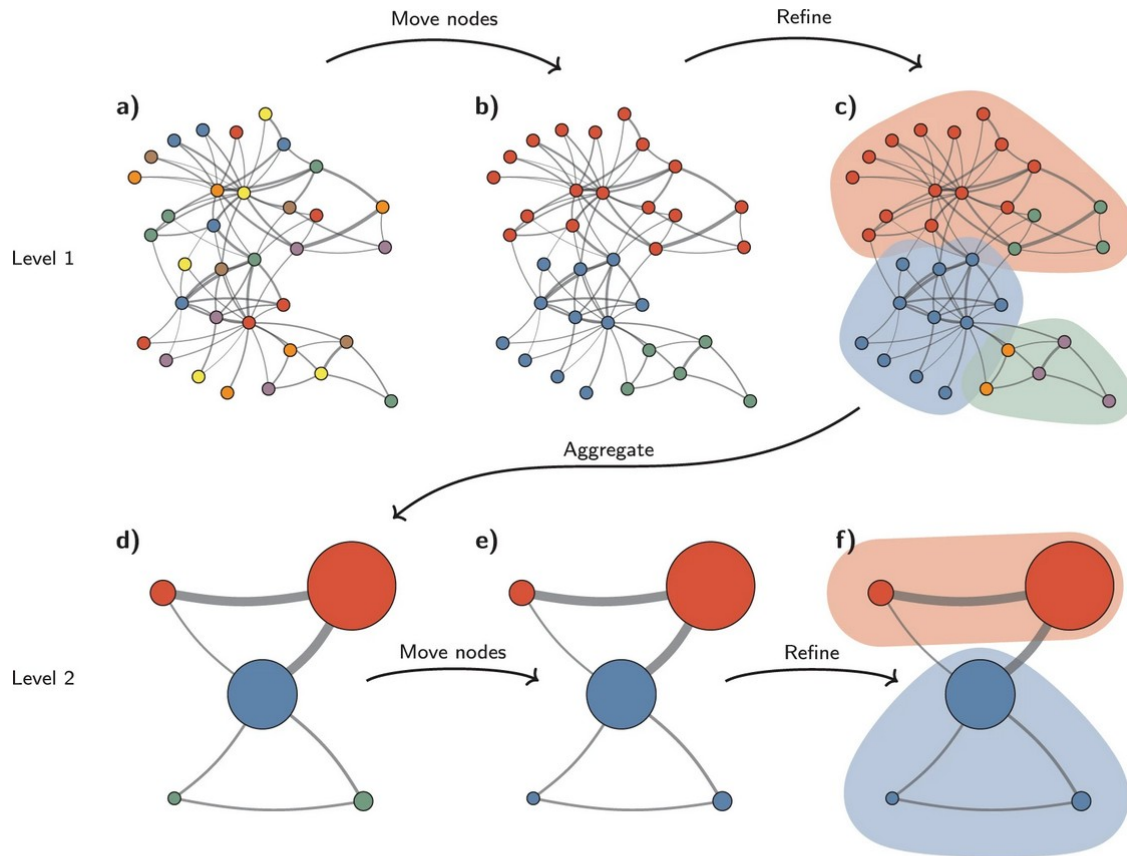 Move nodes
Refine
a)
b)
c)
Level 1
Aggregate
d)
e)
f)
Move nodes
Refine
Level 2